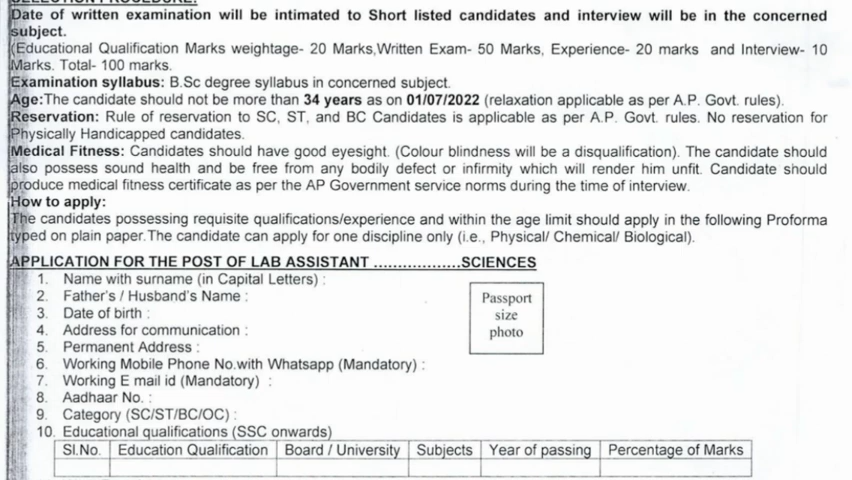 SELECTION PROCEDURE:
Date of written examination will be intimated to Short listed candidates and interview will be in the concerned
subject.
(Educational Qualification Marks weightage- 20 Marks,Written Exam- 50 Marks, Experience- 20 marks and Interview- 10
Marks. Total- 100 marks.
Examination syllabus: B.Sc degree syllabus in concerned subject.
Age:The candidate should not be more than 34 years as on 01/07/2022 (relaxation applicable as per A.P. Govt. rules).
Reservation: Rule of reservation to SC, ST, and BC Candidates is applicable as per A.P. Govt. rules. No reservation for
Physically Handicapped candidates.
Medical Fitness: Candidates should have good eyesight. (Colour blindness will be a disqualification). The candidate should
also possess sound health and be free from any bodily defect or infirmity which will render him unfit. Candidate should
produce medical fitness certificate as per the AP Government service norms during the time of interview.
How to apply:
The candidates possessing requisite qualifications/experience and within the age limit should apply in the following Proforma
typed on plain paper.The candidate can apply for one discipline only (i.e., Physical/ Chemical/ Biological).
APPLICATION FOR THE POST OF LAB ASSISTANT .................SCIENCES
1. Name with surname (in Capital Letters) :
2. Father's / Husband's Name :
3. Date of birth :
4. Address for communication :
5. Permanent Address :
6. Working Mobile Phone No.with Whatsapp (Mandatory) :
7. Working E mail id (Mandatory) :
8. Aadhaar No. :
9. Category (SC/ST/BC/OC) :
Passport
size
photo
10. Educational qualifications (SSC onwards)
Sl.No. Education Qualification Board / University Subjects Year of passing Percentage of Marks